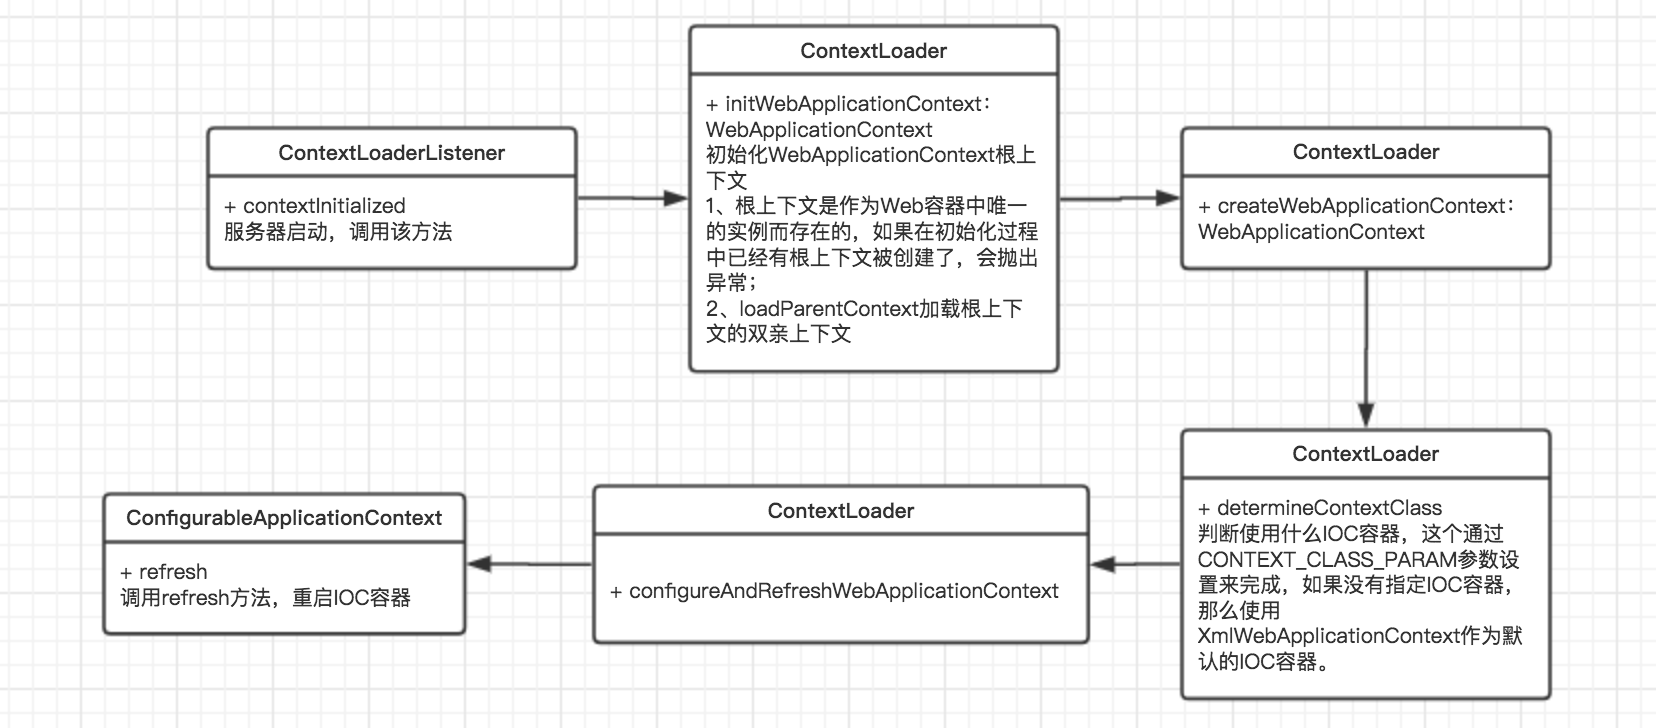 ContextLoaderListener
+ contextInitialized
服务器启动，调用该方法
ContextLoader
+ initWebApplicationContext：
WebApplicationContext
初始化WebApplicationContext根上
下文
1、根上下文是作为Web容器中唯一
的实例而存在的，如果在初始化过程
中已经有根上下文被创建了，会抛出
异常；
2、loadParentContext加载根上下
文的双亲上下文
ContextLoader
+ createWebApplicationContext：
WebApplicationContext
ContextLoader
+ determineContextClass
判断使用什么IOC容器，这个通过
CONTEXT_CLASS_PARAM参数设
置来完成，如果没有指定IOC容器，
那么使用
XmlWebApplicationContext作为默
认的IOC容器。
ContextLoader
+ configureAndRefreshWebApplicationContext
ConfigurableApplicationContext
+ refresh
调用refresh方法，重启IOC容器